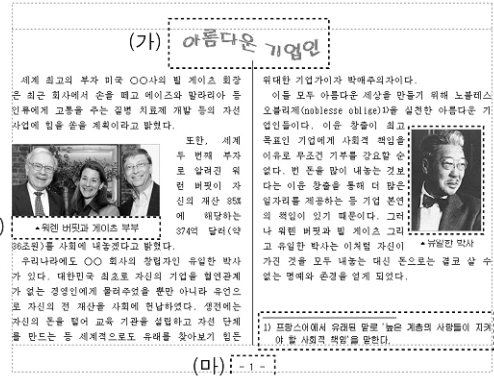 (가)
아름다운 기업인
세계 최고의 부자 미국 ○○사의 빌 게이츠 회장
은 최근 회사에서 손을 떼고 에이즈와 말라리아 등
인류에게 고통을 주는 질병 치료제 개발 등의 자선
사업에 힘을 쏟을 계획이라고 밝혔다.
또한, 세계
두 번째 부자
로 알려진 워
런 버핏이 자
신의 재산 85%
에 해당하는
374억 달러(약
)
▲워렌 버핏과 게이츠 부부
36조원)를 사회에 내놓겠다고 밝혔다.
우리나라에도 ○○ 회사의 창립자인 유일한 박사
가 있다. 대한민국 최초로 자신의 기업을 혈연관계
가 없는 경영인에게 물려주었을 뿐만 아니라 유언으
로 자신의 전 재산을 사회에 헌납하였다. 생전에는
자신의 돈을 털어 교육 기관을 설립하고 자선 단체
를 만드는 등 세계적으로도 유래를 찾아보기 힘든
위대한 기업가이자 박애주의자이다.
이들 모두 아름다운 세상을 만들기 위해 노블레스
오블리제(noblesse oblige)1)을 실천한 아름다운 기
업인들이다. 이윤 창출이 최고
목표인 기업에게 사회적 책임을
이유로 무조건 기부를 강요할 순
없다. 번 돈을 많이 내놓는 것보
다는 이윤 창출을 통해 더 많은
일자리를 제공하는 등 기업 본연
의 책임이 있기 때문이다. 그러
나 워렌 버핏과 빌 게이츠 그리
고 유일한 박사는 이처럼 자신이
▲유일한 박사
가진 것을 모두 내놓는 대신 돈으로는 결코 살 수
없는 명예와 존경을 얻게 되었다.
1) 프랑스어에서 유래된 말로 '높은 계층의 사람들이 지켜
야 할 사회적 책임'을 말한다.
(마)
- 1 -